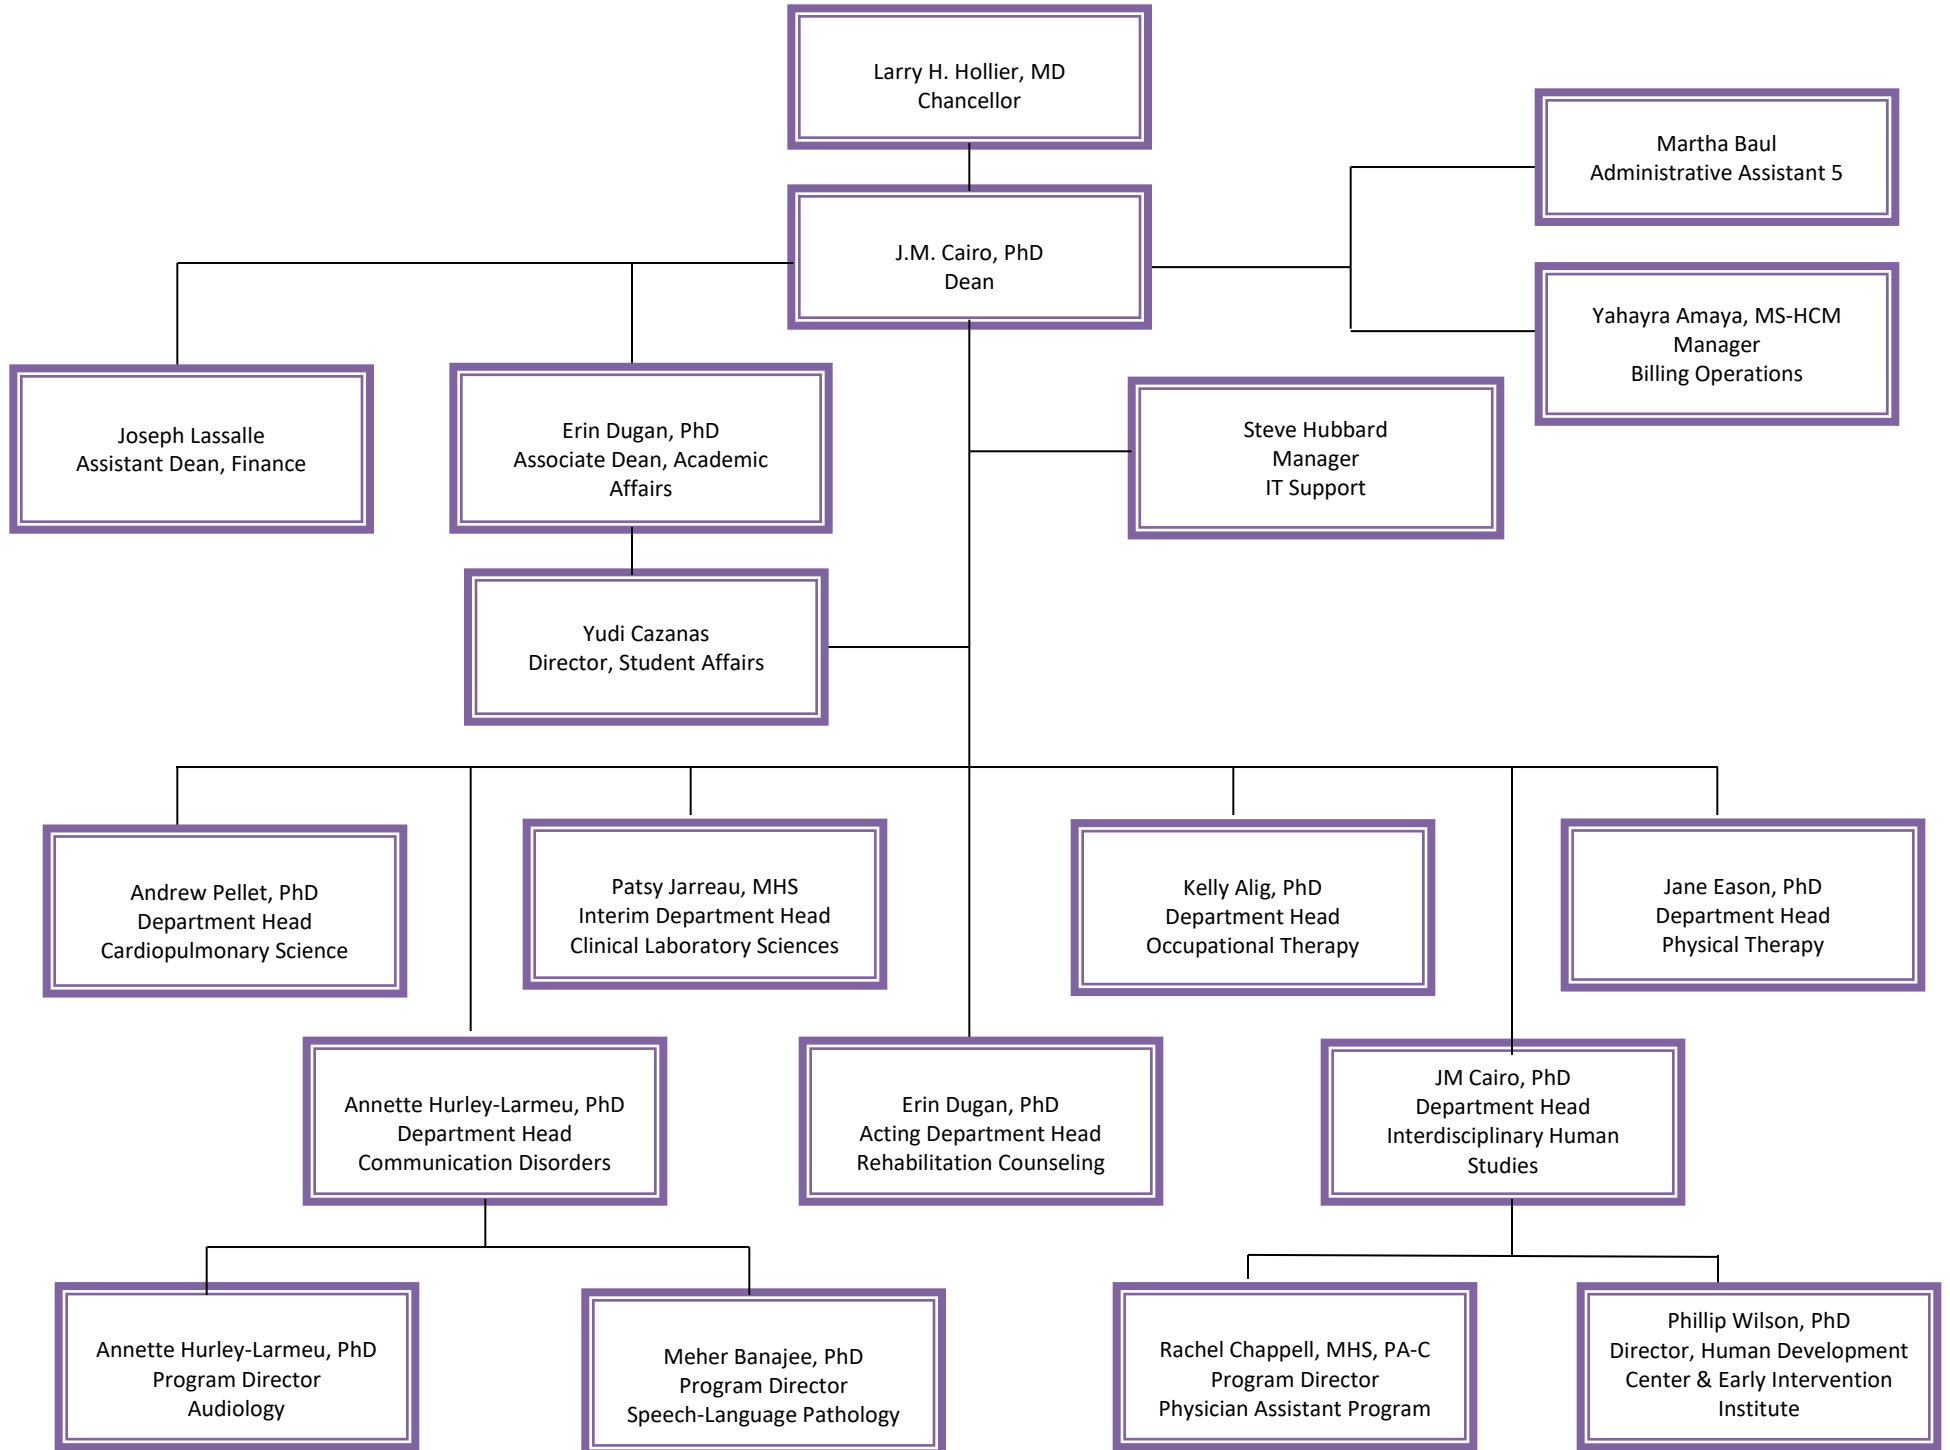 Larry H. Hollier, MD
Chancellor
Martha Baul
Administrative Assistant 5
J.M. Cairo, PhD
Dean
Yahayra Amaya, MS-HCM
Manager
Billing Operations
Joseph Lassalle
Assistant Dean, Finance
Erin Dugan, PhD
Associate Dean, Academic
Affairs
Steve Hubbard
Manager
IT Support
Yudi Cazanas
Director, Student Affairs
Andrew Pellet, PhD
Department Head
Cardiopulmonary Science
Patsy Jarreau, MHS
Interim Department Head
Clinical Laboratory Sciences
Kelly Alig, PhD
Department Head
Occupational Therapy
Jane Eason, PhD
Department Head
Physical Therapy
Annette Hurley-Larmeu, PhD
Department Head
Communication Disorders
Erin Dugan, PhD
Acting Department Head
Rehabilitation Counseling
JM Cairo, PhD
Department Head
Interdisciplinary Human
Studies
Annette Hurley-Larmeu, PhD
Program Director
Audiology
Meher Banajee, PhD
Program Director
Speech-Language Pathology
Rachel Chappell, MHS, PA-C
Program Director
Physician Assistant Program
Phillip Wilson, PhD
Director, Human Development
Center & Early Intervention
Institute